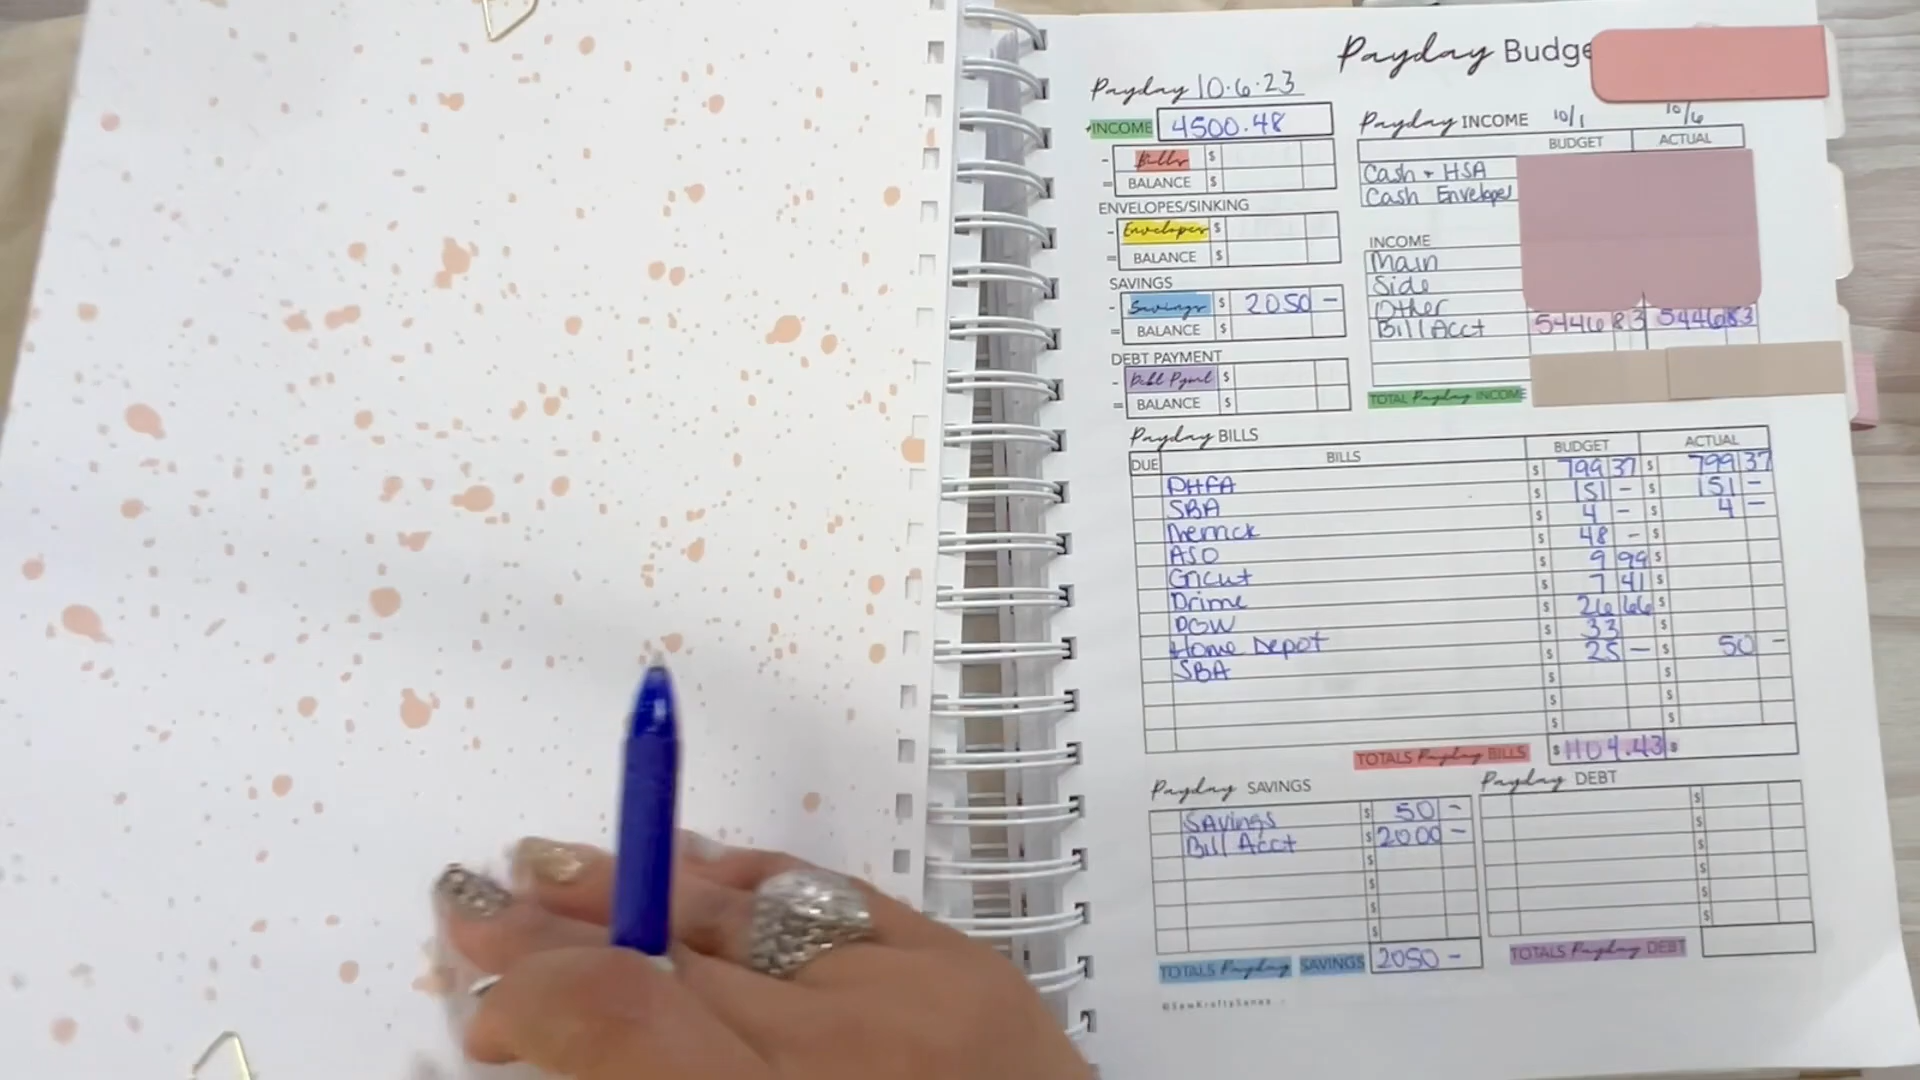 Payday Budge
Payday 10.6.23
INCOME 4500.48
- Bills $
= BALANCE $
ENVELOPES/SINKING
- Envelopes $
= BALANCE $
SAVINGS
- Savings $ 2050 -
= BALANCE $
DEBT PAYMENT
- Debt Pymt $
= BALANCE $
Payday INCOME 10/1 10/6
BUDGET ACTUAL
Cash + HSA
Cash Envelopes
INCOME
Main
Side
Other
Bill Acct 5446 83 5446 83
TOTAL Payday INCOME
Payday BILLS
DUE BILLS BUDGET ACTUAL
PHFA $ 799 37 $ 799 37
SBA $ 151 - $ 151 -
Merrick $ 4 - $ 4 -
ASO $ 48 - $
Cricut $ 9 99 $
Prime $ 7 41 $
POW $ 26 66 $
Home Depot $ 33 $
SBA $ 25 - $ 50 -
$ $
$ $
$ $
TOTALS Payday BILLS $ 1104.43 $
Payday SAVINGS
Savings $ 50 -
Bill Acct $ 2000 -
$
$
$
$
TOTALS Payday SAVINGS 2050 -
Payday DEBT
$
$
$
$
$
$
TOTALS Payday DEBT